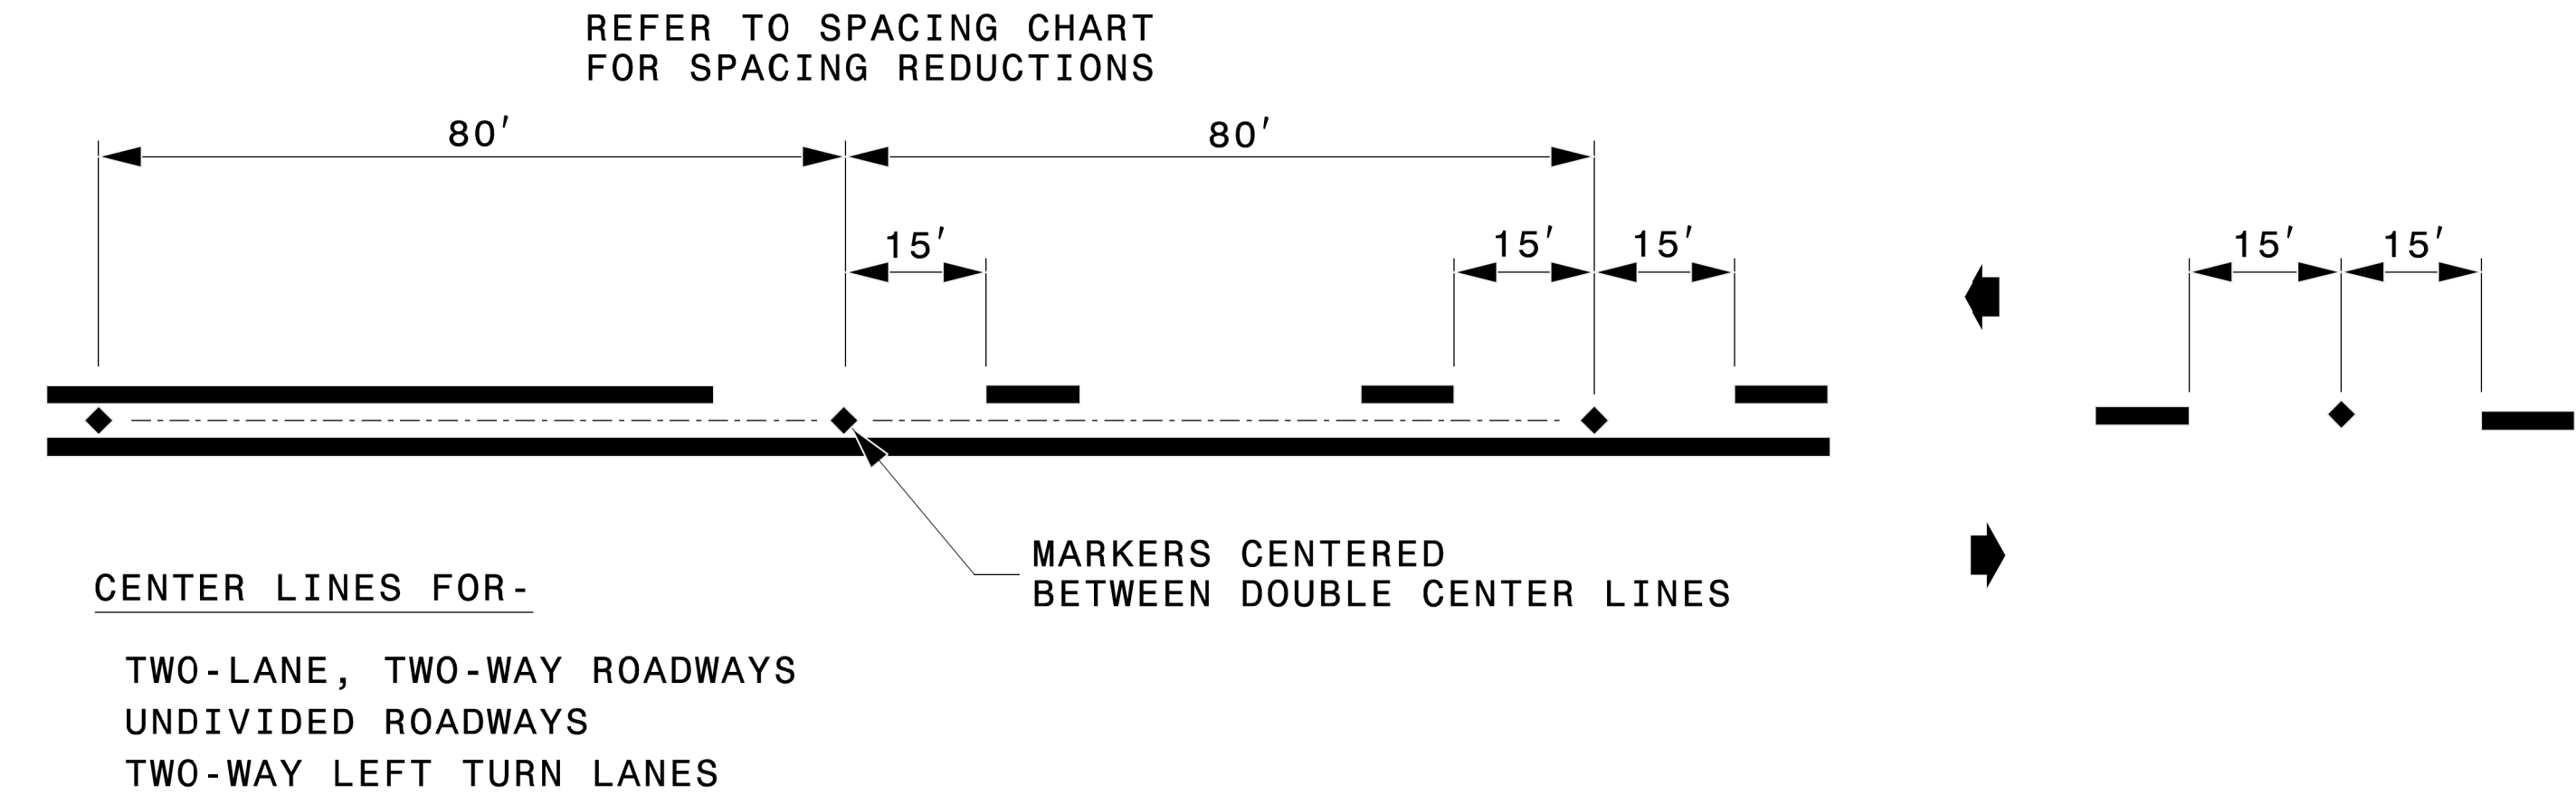 REFER TO SPACING CHART
FOR SPACING REDUCTIONS
80′ 80′
15′ 15′ 15′ 15′ 15′
MARKERS CENTERED
BETWEEN DOUBLE CENTER LINES
CENTER LINES FOR-
TWO-LANE, TWO-WAY ROADWAYS
UNDIVIDED ROADWAYS
TWO-WAY LEFT TURN LANES